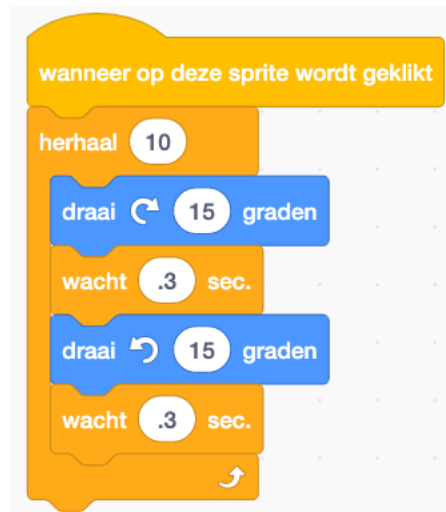 wanneer op deze sprite wordt geklikt
herhaal 10
draai 15 graden
wacht .3 sec.
draai 15 graden
wacht .3 sec.